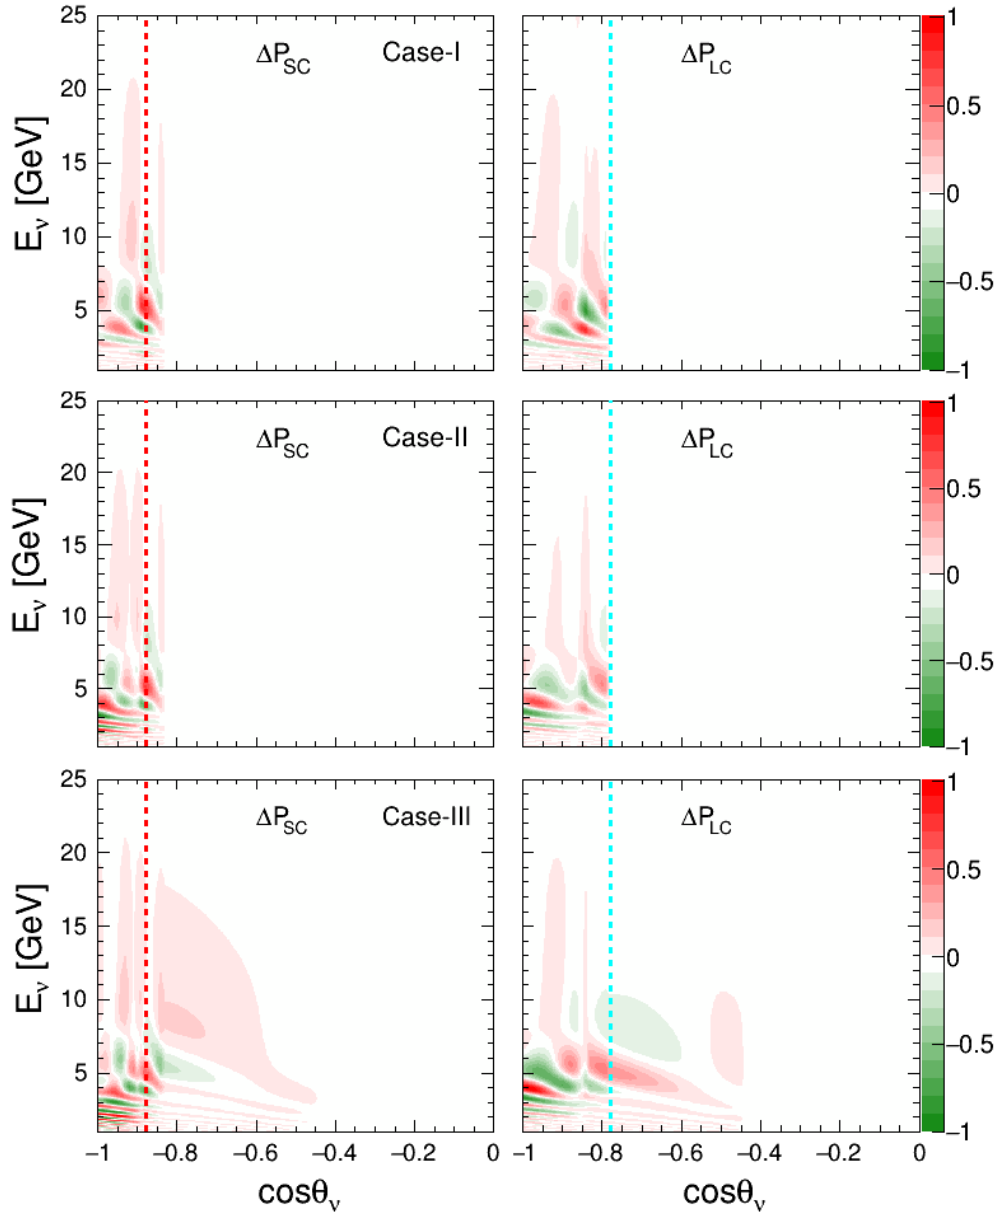 ΔP_SC Case-I
ΔP_LC
25
20
15
10
5
E_ν [GeV]
1
0.5
0
−0.5
−1
ΔP_SC Case-II
ΔP_LC
25
20
15
10
5
E_ν [GeV]
1
0.5
0
−0.5
−1
ΔP_SC Case-III
ΔP_LC
25
20
15
10
5
E_ν [GeV]
1
0.5
0
−0.5
−1
−1 −0.8 −0.6 −0.4 −0.2 0
−1 −0.8 −0.6 −0.4 −0.2 0
cosθ_ν
cosθ_ν